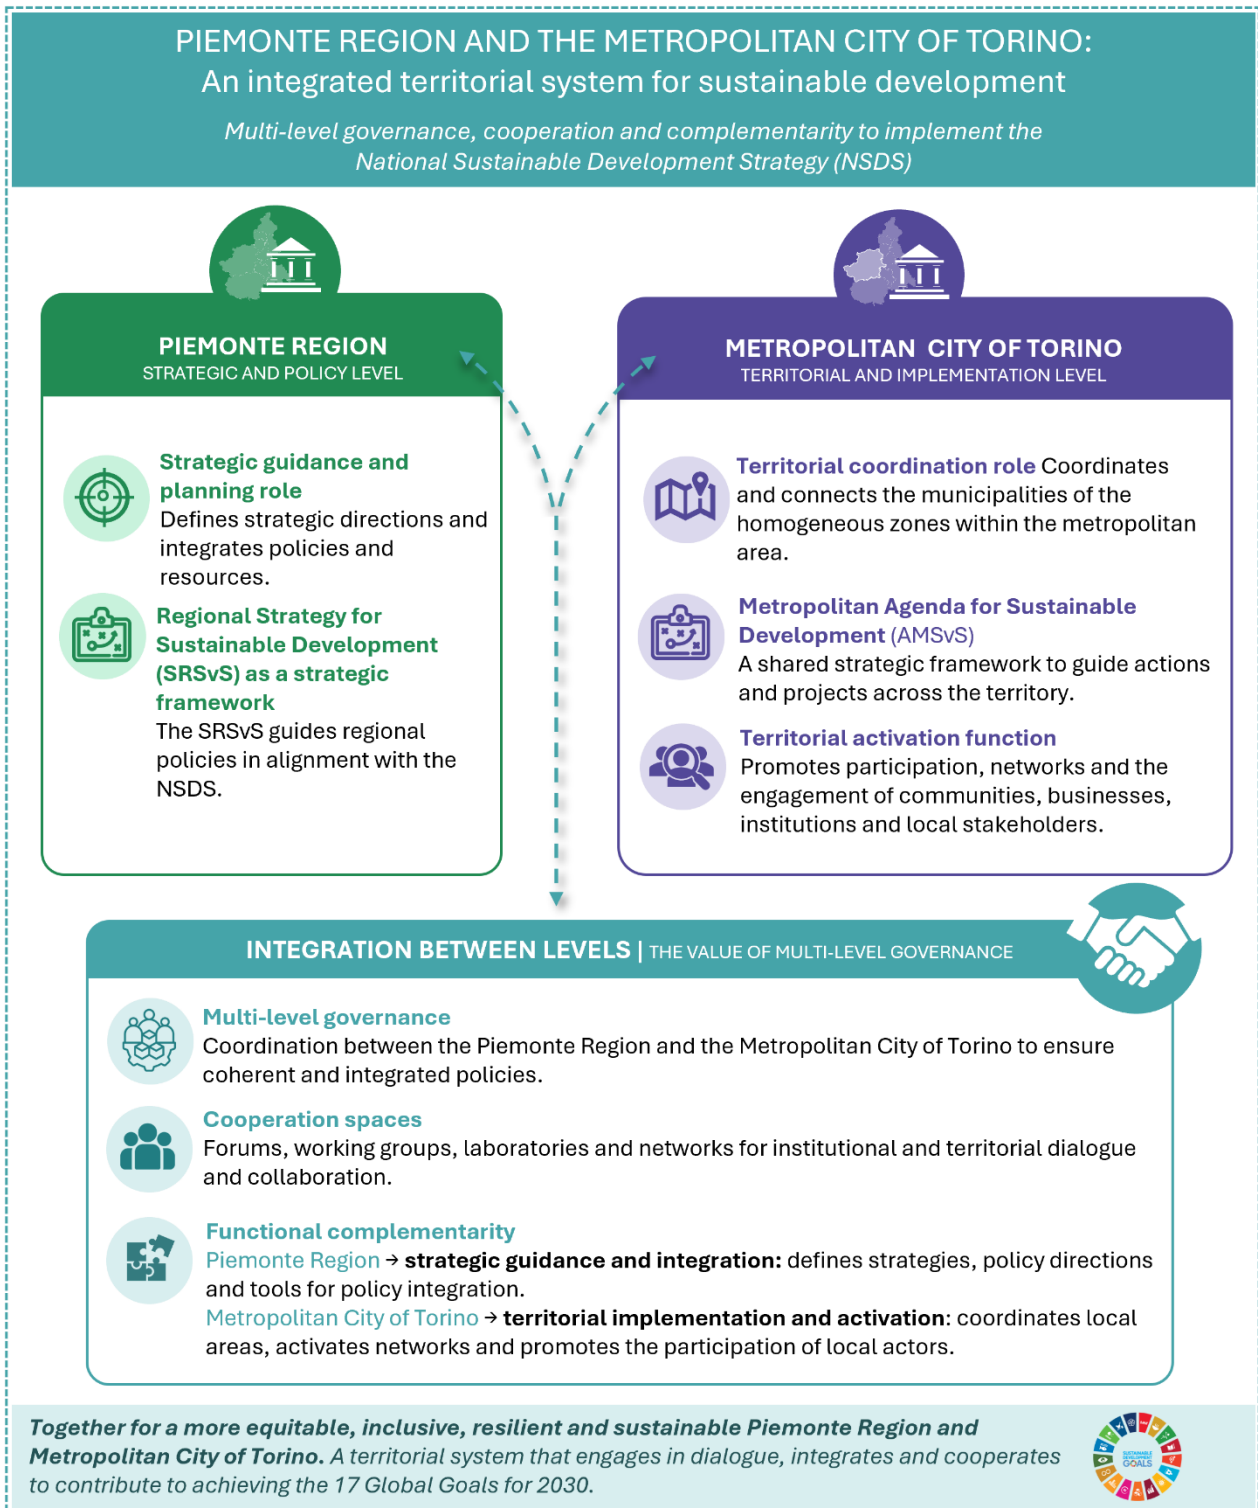 PIEMONTE REGION AND THE METROPOLITAN CITY OF TORINO:
An integrated territorial system for sustainable development
Multi-level governance, cooperation and complementarity to implement the
National Sustainable Development Strategy (NSDS)
PIEMONTE REGION
STRATEGIC AND POLICY LEVEL
Strategic guidance and
planning role
Defines strategic directions and
integrates policies and
resources.
Regional Strategy for
Sustainable Development
(SRSvS) as a strategic
framework
The SRSvS guides regional
policies in alignment with the
NSDS.
METROPOLITAN CITY OF TORINO
TERRITORIAL AND IMPLEMENTATION LEVEL
Territorial coordination role Coordinates
and connects the municipalities of the
homogeneous zones within the metropolitan
area.
Metropolitan Agenda for Sustainable
Development (AMSvS)
A shared strategic framework to guide actions
and projects across the territory.
Territorial activation function
Promotes participation, networks and the
engagement of communities, businesses,
institutions and local stakeholders.
INTEGRATION BETWEEN LEVELS | THE VALUE OF MULTI-LEVEL GOVERNANCE
Multi-level governance
Coordination between the Piemonte Region and the Metropolitan City of Torino to ensure
coherent and integrated policies.
Cooperation spaces
Forums, working groups, laboratories and networks for institutional and territorial dialogue
and collaboration.
Functional complementarity
Piemonte Region → strategic guidance and integration: defines strategies, policy directions
and tools for policy integration.
Metropolitan City of Torino → territorial implementation and activation: coordinates local
areas, activates networks and promotes the participation of local actors.
Together for a more equitable, inclusive, resilient and sustainable Piemonte Region and
Metropolitan City of Torino. A territorial system that engages in dialogue, integrates and cooperates
to contribute to achieving the 17 Global Goals for 2030.
SUSTAINABLE
DEVELOPMENT
GOALS